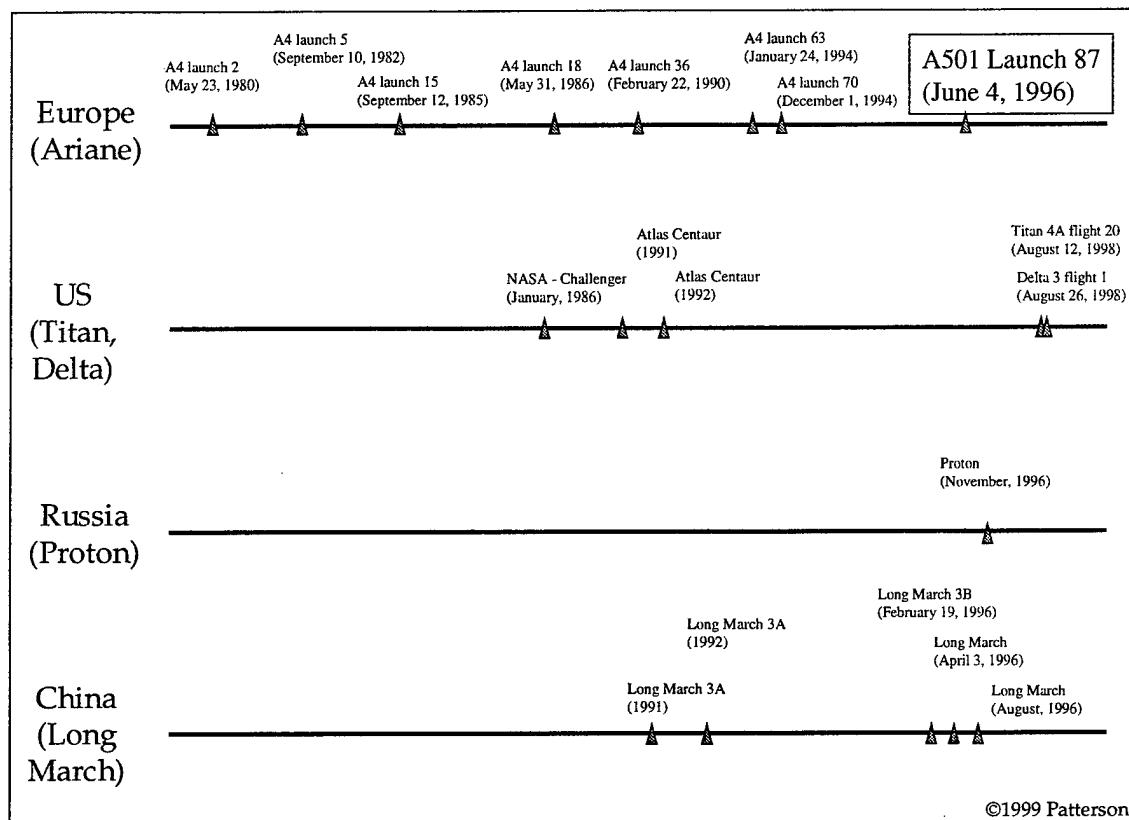 A4 launch 2
(May 23, 1980)
A4 launch 5
(September 10, 1982)
A4 launch 15
(September 12, 1985)
A4 launch 18
(May 31, 1986)
A4 launch 36
(February 22, 1990)
A4 launch 63
(January 24, 1994)
A4 launch 70
(December 1, 1994)
A501 Launch 87
(June 4, 1996)
Europe
(Ariane)
NASA - Challenger
(January, 1986)
Atlas Centaur
(1991)
Atlas Centaur
(1992)
Titan 4A flight 20
(August 12, 1998)
Delta 3 flight 1
(August 26, 1998)
US
(Titan,
Delta)
Proton
(November, 1996)
Russia
(Proton)
Long March 3A
(1991)
Long March 3A
(1992)
Long March 3B
(February 19, 1996)
Long March
(April 3, 1996)
Long March
(August, 1996)
China
(Long
March)
©1999 Patterson